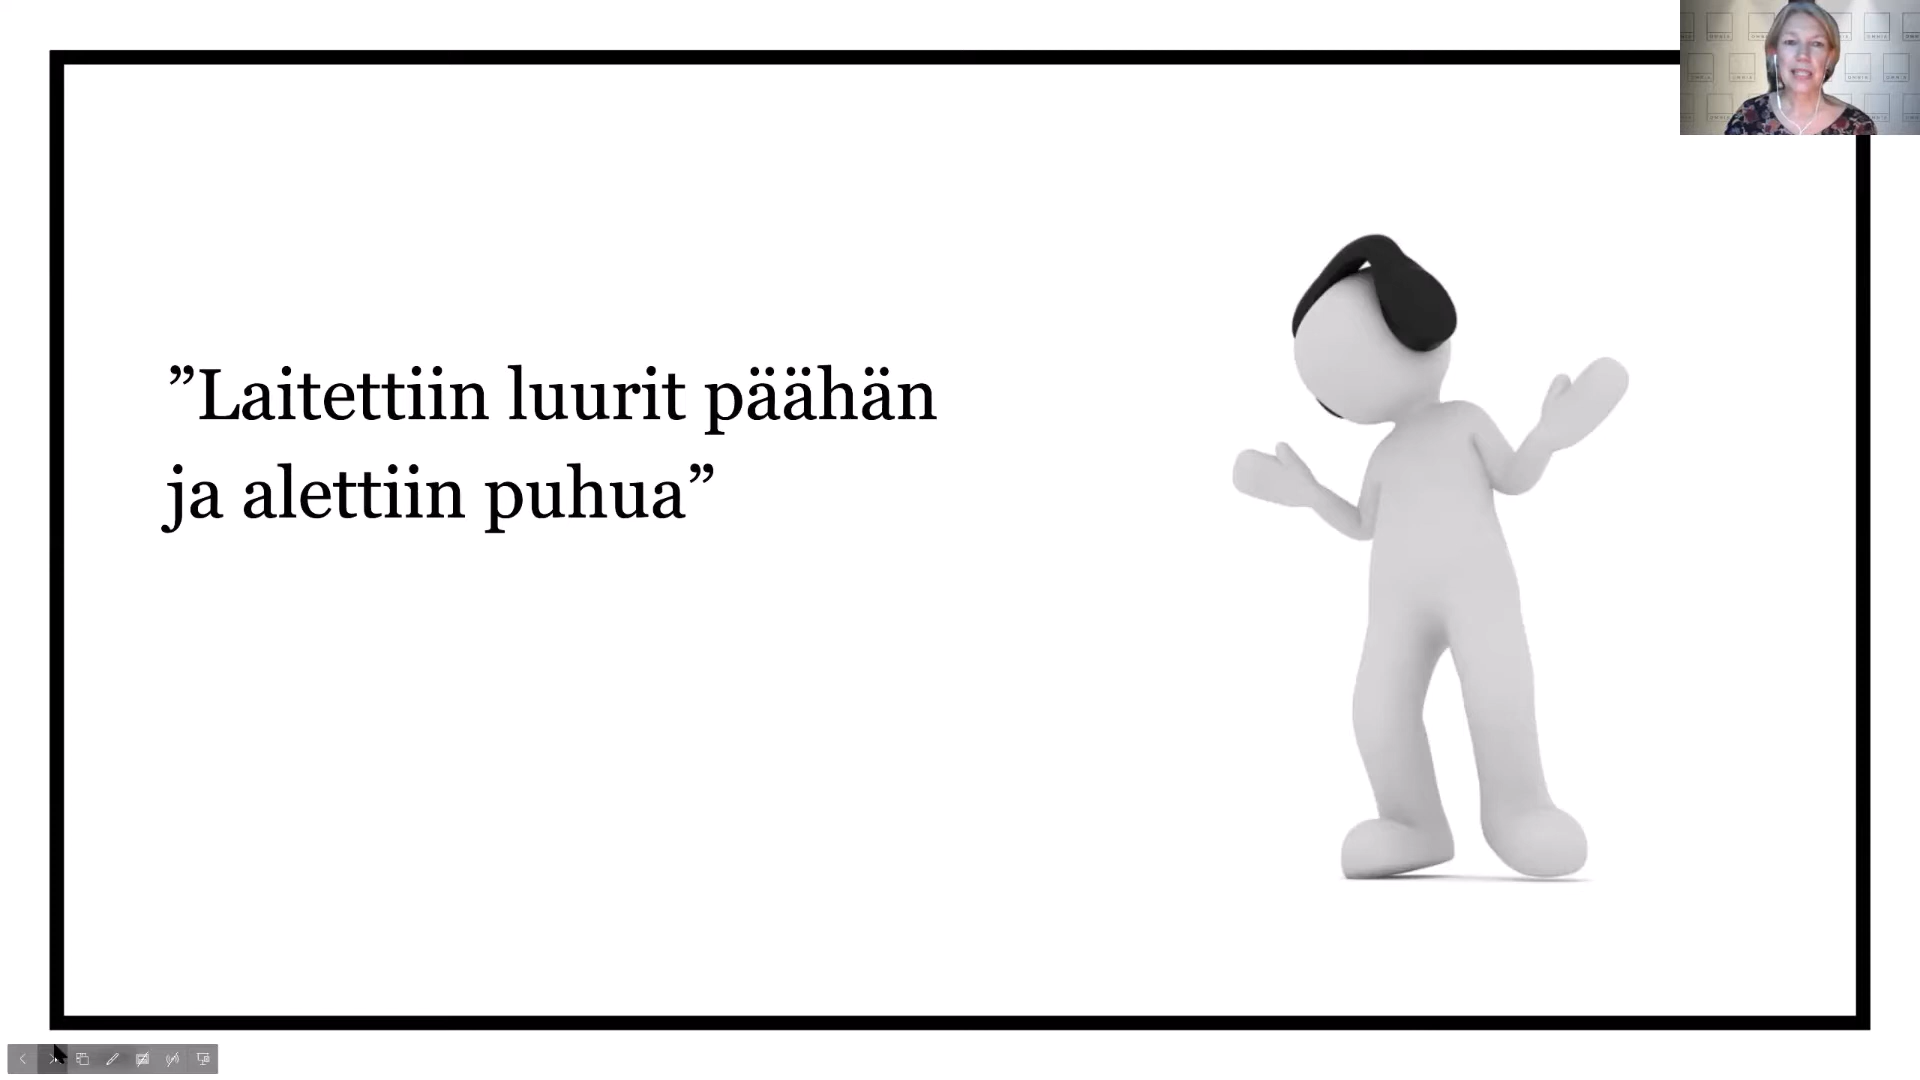 ”Laitettiin luurit päähän
ja alettiin puhua”